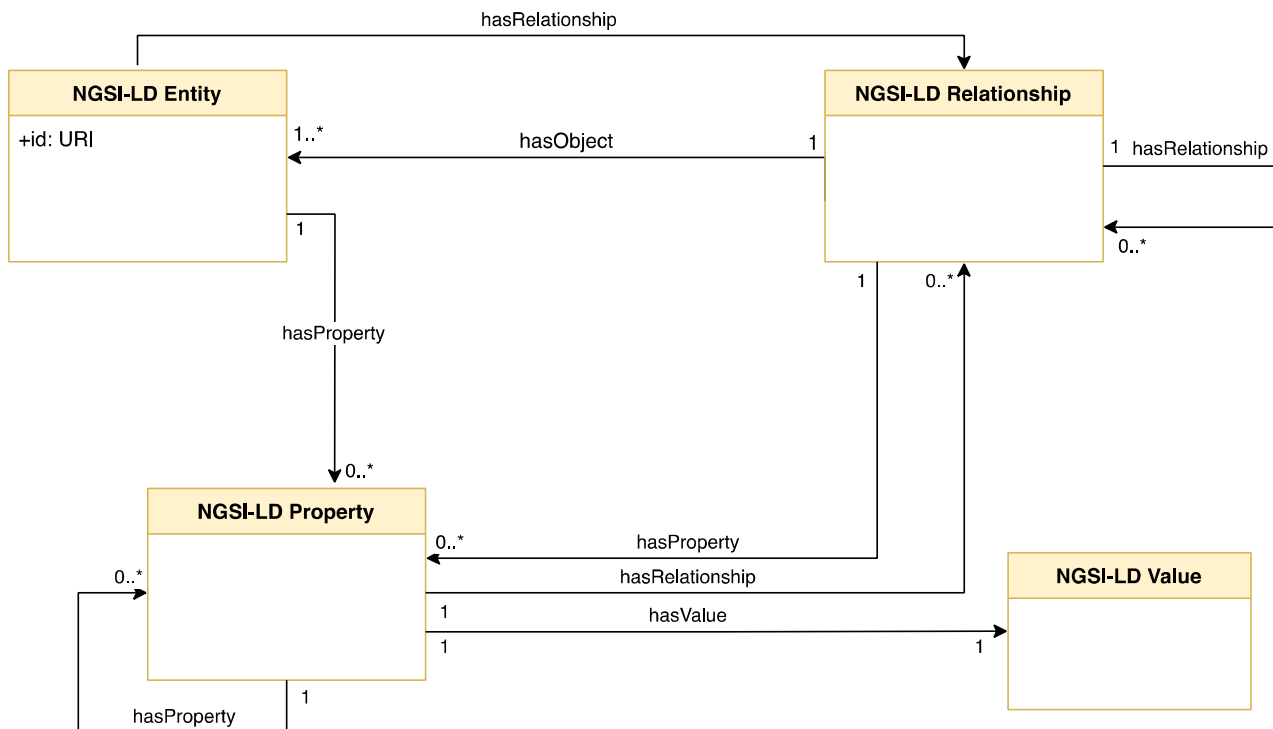 hasRelationship
NGSI-LD Entity
NGSI-LD Relationship
+id: URI
1..*
hasObject
1
1
hasRelationship
1
0..*
1
0..*
hasProperty
0..*
NGSI-LD Property
0..*
hasProperty
0..*
hasRelationship
NGSI-LD Value
1
hasValue
1
1
1
hasProperty